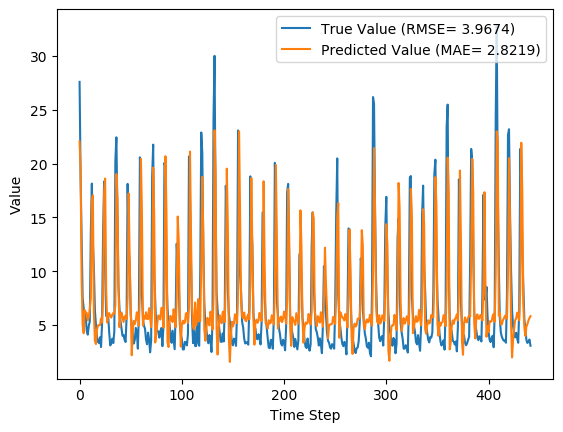 True Value (RMSE= 3.9674)
Predicted Value (MAE= 2.8219)
30
25
20
15
10
5
Value
0
100
200
300
400
Time Step